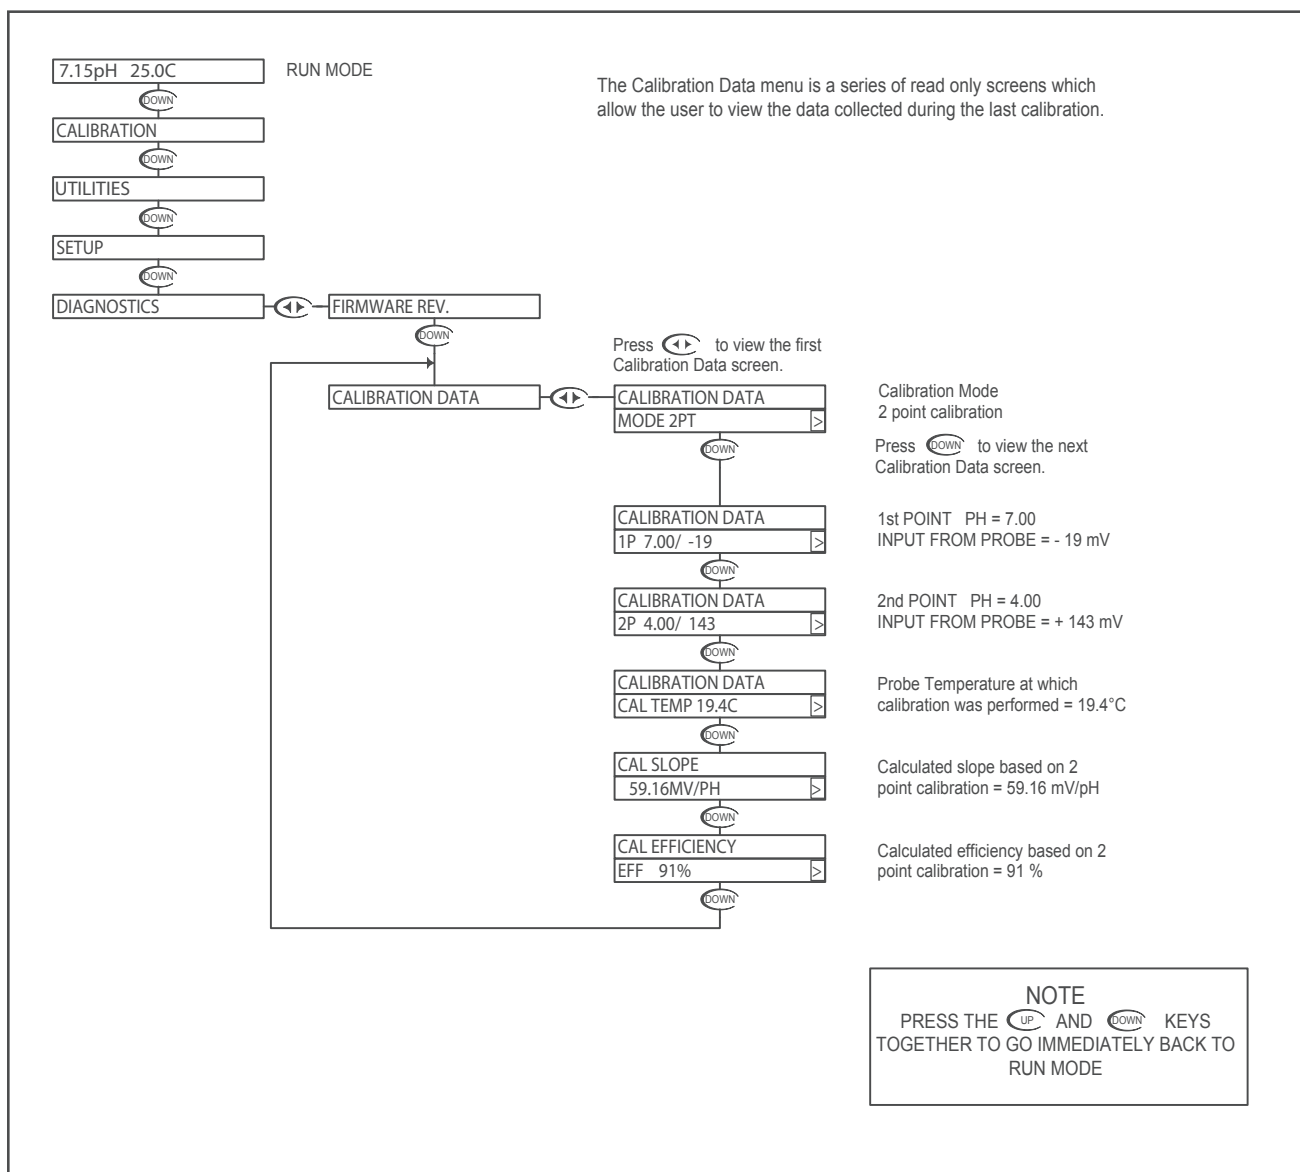 7.15pH 25.0C
RUN MODE
The Calibration Data menu is a series of read only screens which
allow the user to view the data collected during the last calibration.
DOWN
CALIBRATION
DOWN
UTILITIES
DOWN
SETUP
DOWN
DIAGNOSTICS
FIRMWARE REV.
DOWN
Press to view the first
Calibration Data screen.
CALIBRATION DATA
CALIBRATION DATA
MODE 2PT >
Calibration Mode
2 point calibration
DOWN
Press DOWN to view the next
Calibration Data screen.
CALIBRATION DATA
1P 7.00/ -19 >
1st POINT PH = 7.00
INPUT FROM PROBE = - 19 mV
DOWN
CALIBRATION DATA
2P 4.00/ 143 >
2nd POINT PH = 4.00
INPUT FROM PROBE = + 143 mV
DOWN
CALIBRATION DATA
CAL TEMP 19.4C >
Probe Temperature at which
calibration was performed = 19.4°C
DOWN
CAL SLOPE
59.16MV/PH >
Calculated slope based on 2
point calibration = 59.16 mV/pH
DOWN
CAL EFFICIENCY
EFF 91% >
Calculated efficiency based on 2
point calibration = 91 %
DOWN
NOTE
PRESS THE UP AND DOWN KEYS
TOGETHER TO GO IMMEDIATELY BACK TO
RUN MODE